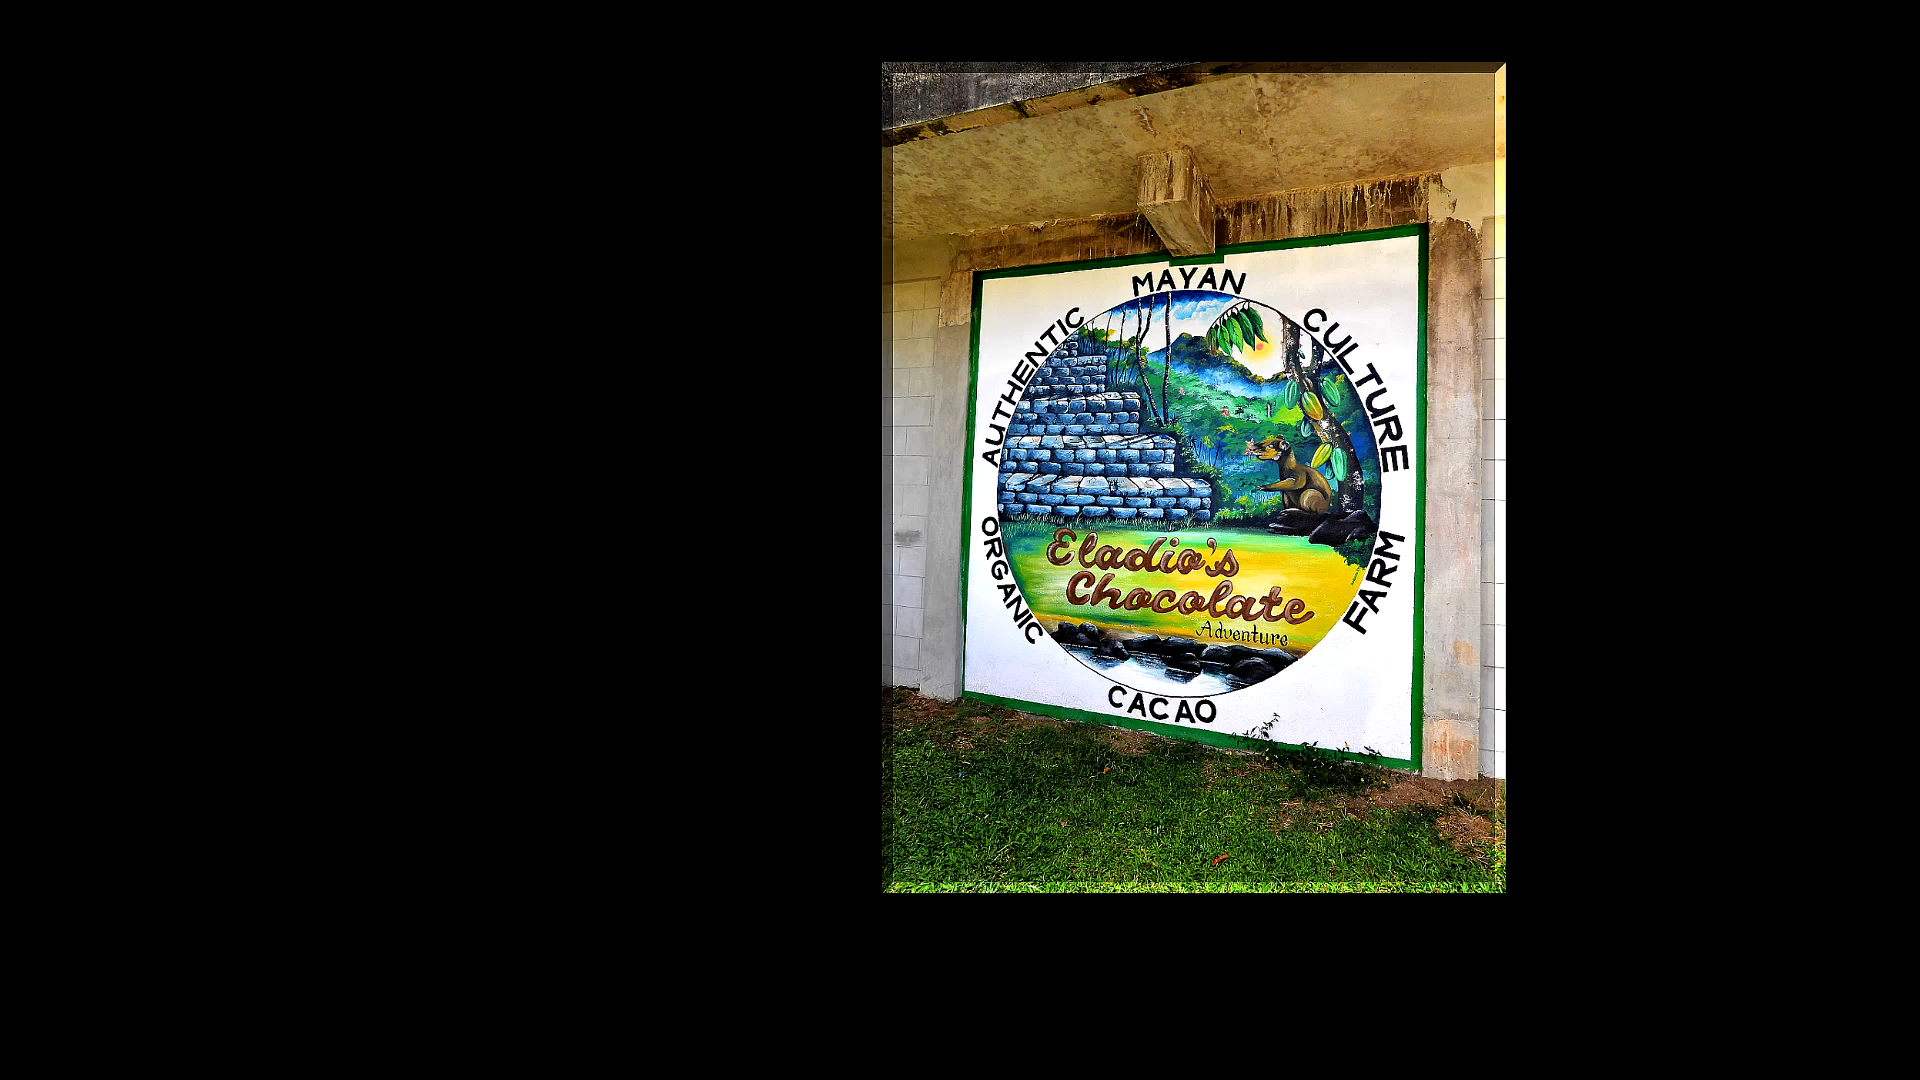 AUTHENTIC MAYAN CULTURE
Eladio's
Chocolate
Adventure
ORGANIC CACAO FARM